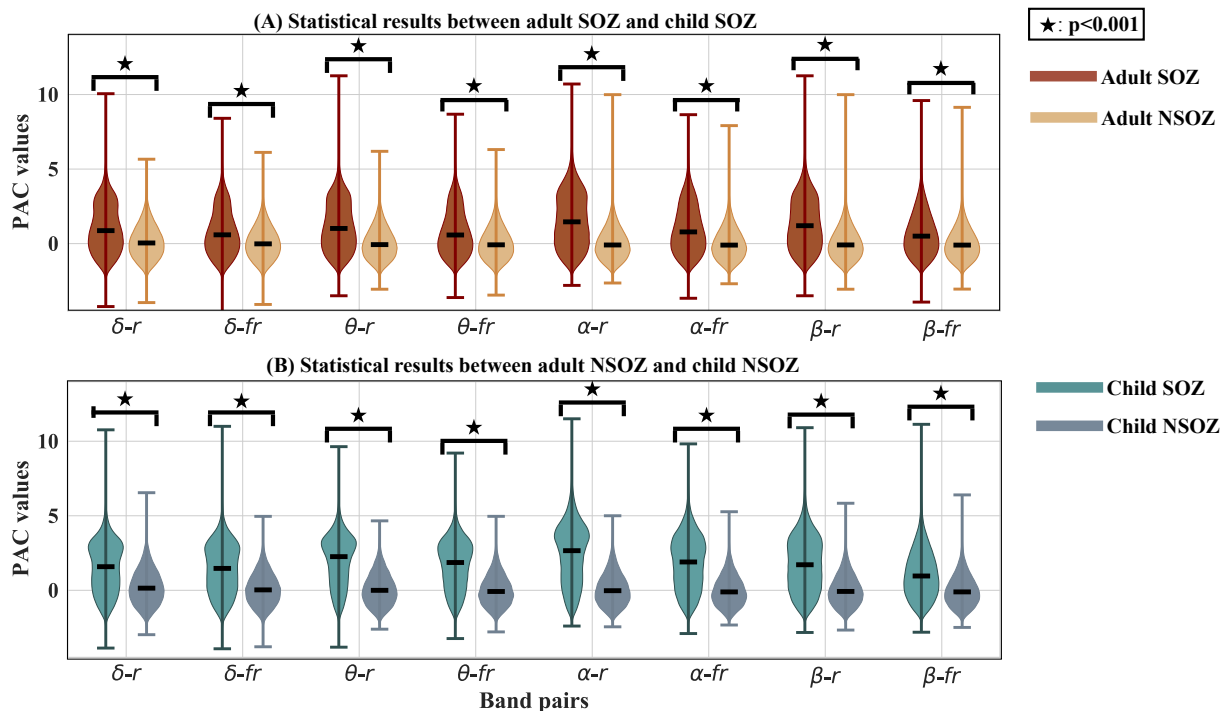 (A) Statistical results between adult SOZ and child SOZ
★: p<0.001
Adult SOZ
Adult NSOZ
PAC values
10
5
0
δ-r δ-fr θ-r θ-fr α-r α-fr β-r β-fr
(B) Statistical results between adult NSOZ and child NSOZ
Child SOZ
Child NSOZ
PAC values
10
5
0
δ-r δ-fr θ-r θ-fr α-r α-fr β-r β-fr
Band pairs